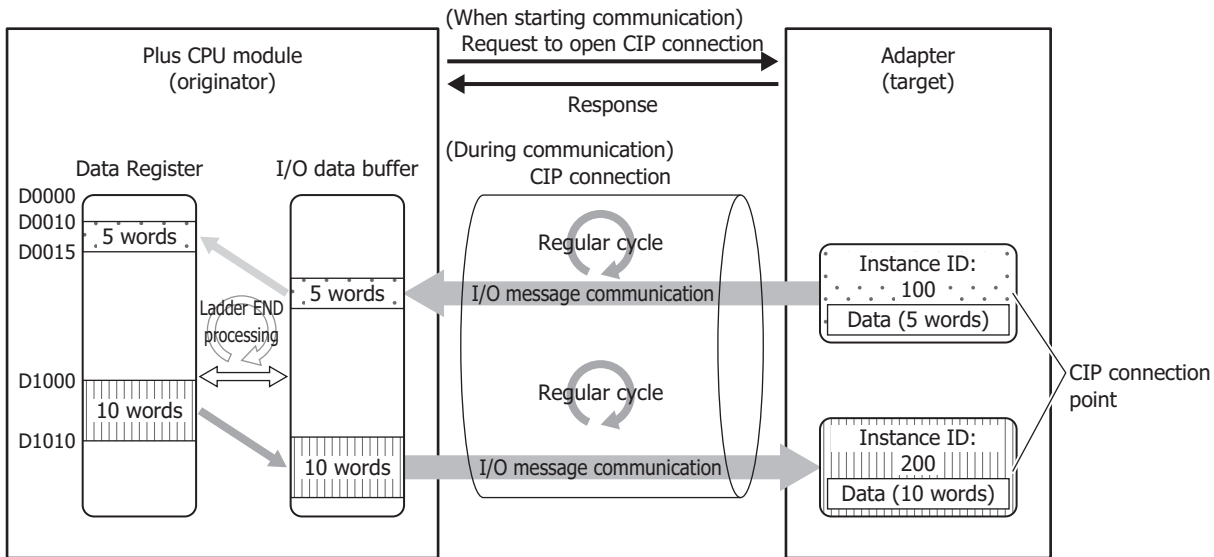 (When starting communication)
Request to open CIP connection
Response
Plus CPU module
(originator)
Adapter
(target)
(During communication)
CIP connection
Data Register
I/O data buffer
D0000
D0010
D0015
5 words
5 words
Ladder END
processing
D1000
D1010
10 words
10 words
Regular cycle
I/O message communication
Regular cycle
I/O message communication
Instance ID:
100
Data (5 words)
Instance ID:
200
Data (10 words)
CIP connection
point